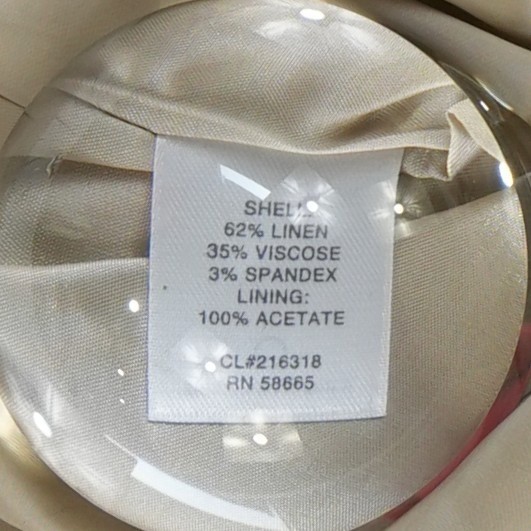 SHELL:
62% LINEN
35% VISCOSE
3% SPANDEX
LINING:
100% ACETATE
CL#216318
RN 58665